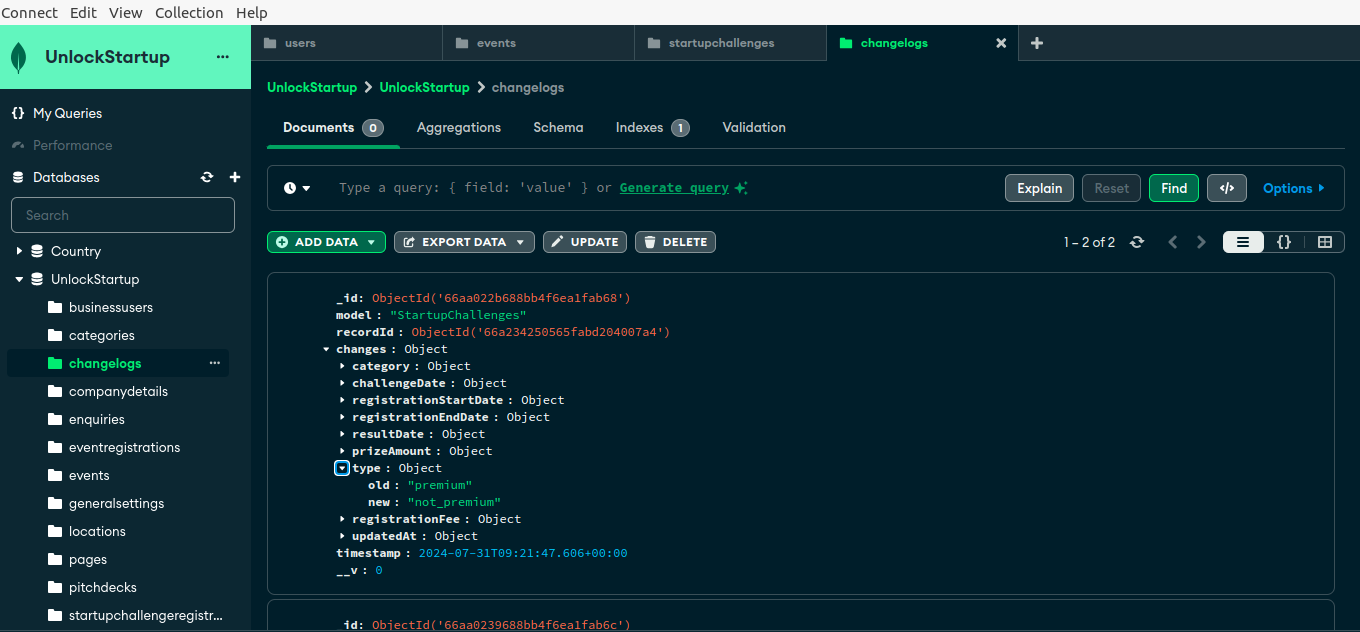 Connect Edit View Collection Help
UnlockStartup ...
users
events
startupchallenges
changelogs
My Queries
Performance
Databases
Search
Country
UnlockStartup
businessusers
categories
changelogs ...
companydetails
enquiries
eventregistrations
events
generalsettings
locations
pages
pitchdecks
startupchallengeregistr...
UnlockStartup > UnlockStartup > changelogs
Documents 0 Aggregations Schema Indexes 1 Validation
Type a query: { field: 'value' } or Generate query
Explain Reset Find </> Options
ADD DATA EXPORT DATA UPDATE DELETE
1 – 2 of 2
_id: ObjectId('66aa022b688bb4f6ea1fab68')
model : "StartupChallenges"
recordId : ObjectId('66a234250565fabd204007a4')
changes : Object
category : Object
challengeDate : Object
registrationStartDate : Object
registrationEndDate : Object
resultDate : Object
prizeAmount : Object
type : Object
old : "premium"
new : "not_premium"
registrationFee : Object
updatedAt : Object
timestamp : 2024-07-31T09:21:47.606+00:00
__v : 0
_id: ObjectId('66aa0239688bb4f6ea1fab6c')